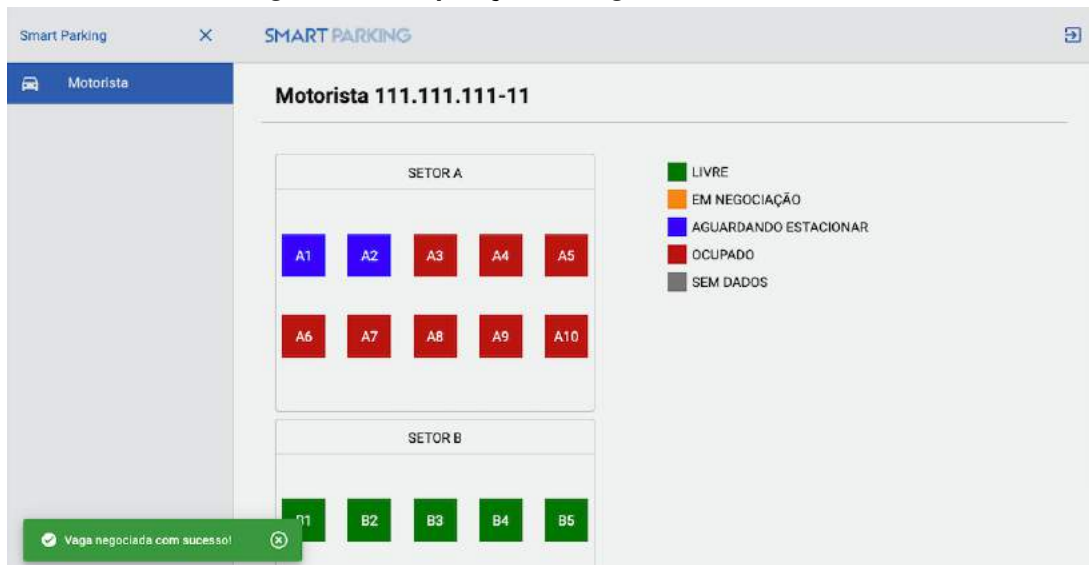 Smart Parking
SMART PARKING
Motorista
Motorista 111.111.111-11
SETOR A
A1 A2 A3 A4 A5
A6 A7 A8 A9 A10
LIVRE
EM NEGOCIAÇÃO
AGUARDANDO ESTACIONAR
OCUPADO
SEM DADOS
SETOR B
B2 B3 B4 B5
Vaga negociada com sucesso!